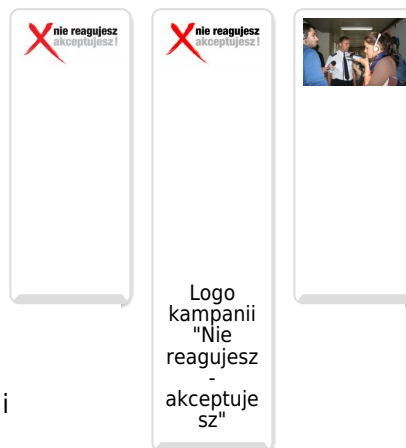 nie reagujesz
akceptujesz!
nie reagujesz
akceptujesz!
Logo
kampanii
"Nie
reagujesz
-
akceptuje
sz"
i